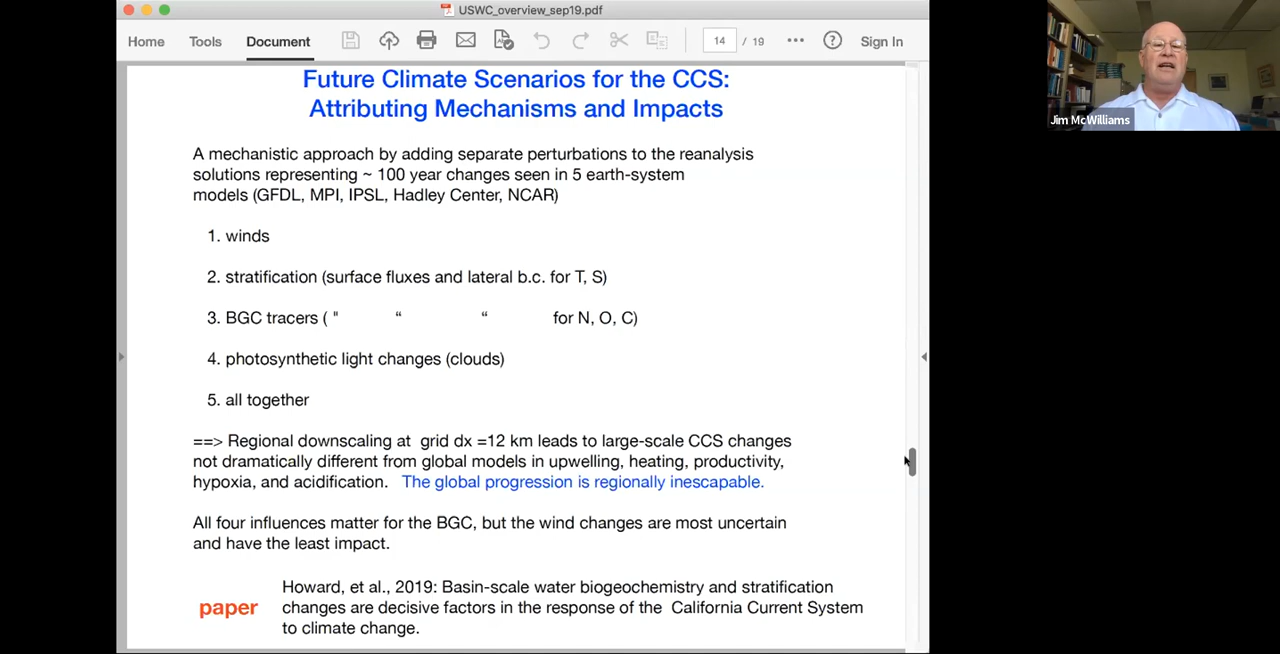 USWC_overview_sep19.pdf
Home Tools Document 14 / 19 Sign In
Future Climate Scenarios for the CCS:
Attributing Mechanisms and Impacts
A mechanistic approach by adding separate perturbations to the reanalysis
solutions representing ~ 100 year changes seen in 5 earth-system
models (GFDL, MPI, IPSL, Hadley Center, NCAR)
1. winds
2. stratification (surface fluxes and lateral b.c. for T, S)
3. BGC tracers ( " “ “ for N, O, C)
4. photosynthetic light changes (clouds)
5. all together
==> Regional downscaling at grid dx =12 km leads to large-scale CCS changes
not dramatically different from global models in upwelling, heating, productivity,
hypoxia, and acidification. The global progression is regionally inescapable.
All four influences matter for the BGC, but the wind changes are most uncertain
and have the least impact.
paper
Howard, et al., 2019: Basin-scale water biogeochemistry and stratification
changes are decisive factors in the response of the California Current System
to climate change.
Jim McWilliams